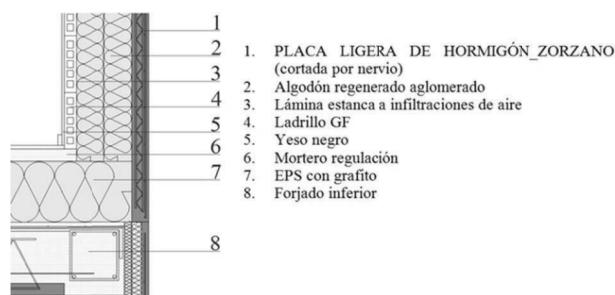 1
2
3
4
5
6
7
8
1. PLACA LIGERA DE HORMIGÓN_ZORZANO
(cortada por nervio)
2. Algodón regenerado aglomerado
3. Lámina estanca a infiltraciones de aire
4. Ladrillo GF
5. Yeso negro
6. Mortero regulación
7. EPS con grafito
8. Forjado inferior